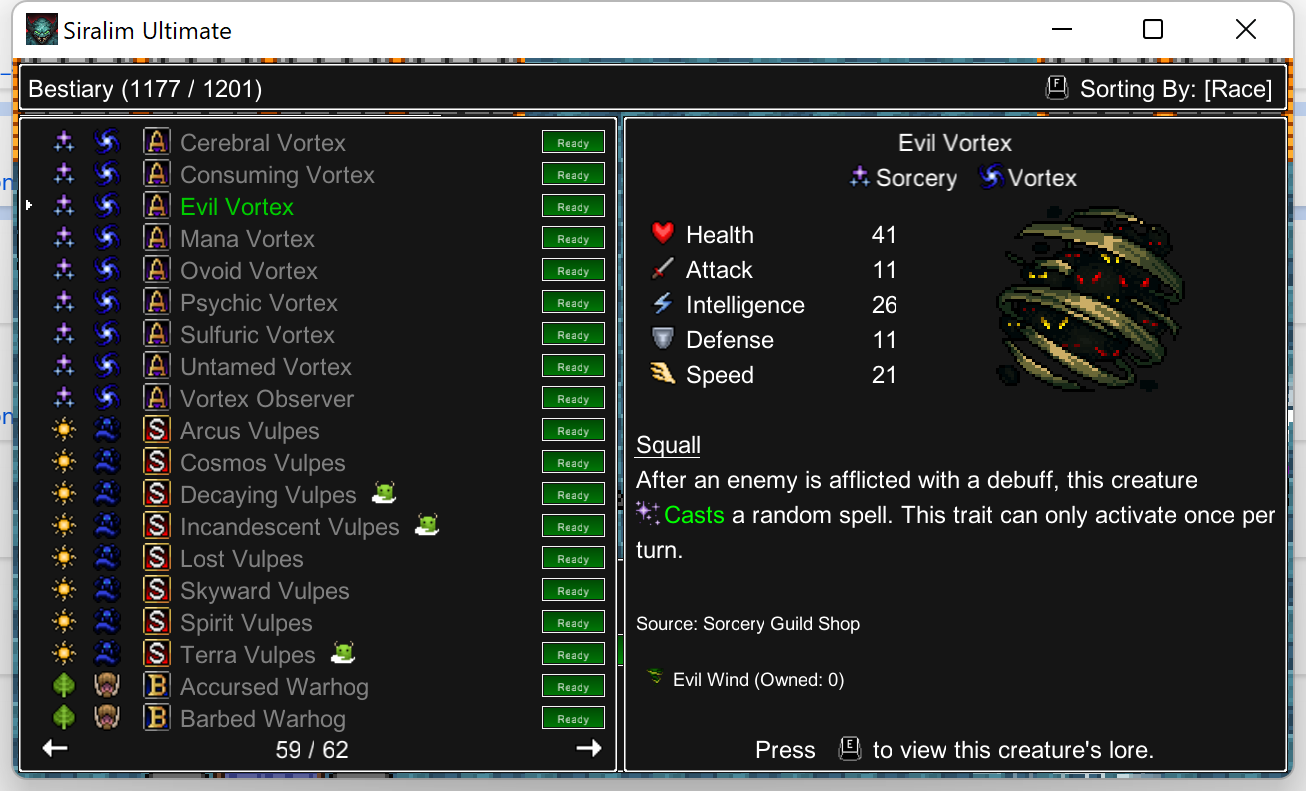 Siralim Ultimate
Bestiary (1177 / 1201)
F Sorting By: [Race]
A Cerebral Vortex Ready
A Consuming Vortex Ready
A Evil Vortex Ready
A Mana Vortex Ready
A Ovoid Vortex Ready
A Psychic Vortex Ready
A Sulfuric Vortex Ready
A Untamed Vortex Ready
A Vortex Observer Ready
S Arcus Vulpes Ready
S Cosmos Vulpes Ready
S Decaying Vulpes Ready
S Incandescent Vulpes Ready
S Lost Vulpes Ready
S Skyward Vulpes Ready
S Spirit Vulpes Ready
S Terra Vulpes Ready
B Accursed Warhog Ready
B Barbed Warhog Ready
59 / 62
Evil Vortex
Sorcery Vortex
Health 41
Attack 11
Intelligence 26
Defense 11
Speed 21
Squall
After an enemy is afflicted with a debuff, this creature
Casts a random spell. This trait can only activate once per
turn.
Source: Sorcery Guild Shop
Evil Wind (Owned: 0)
Press E to view this creature's lore.